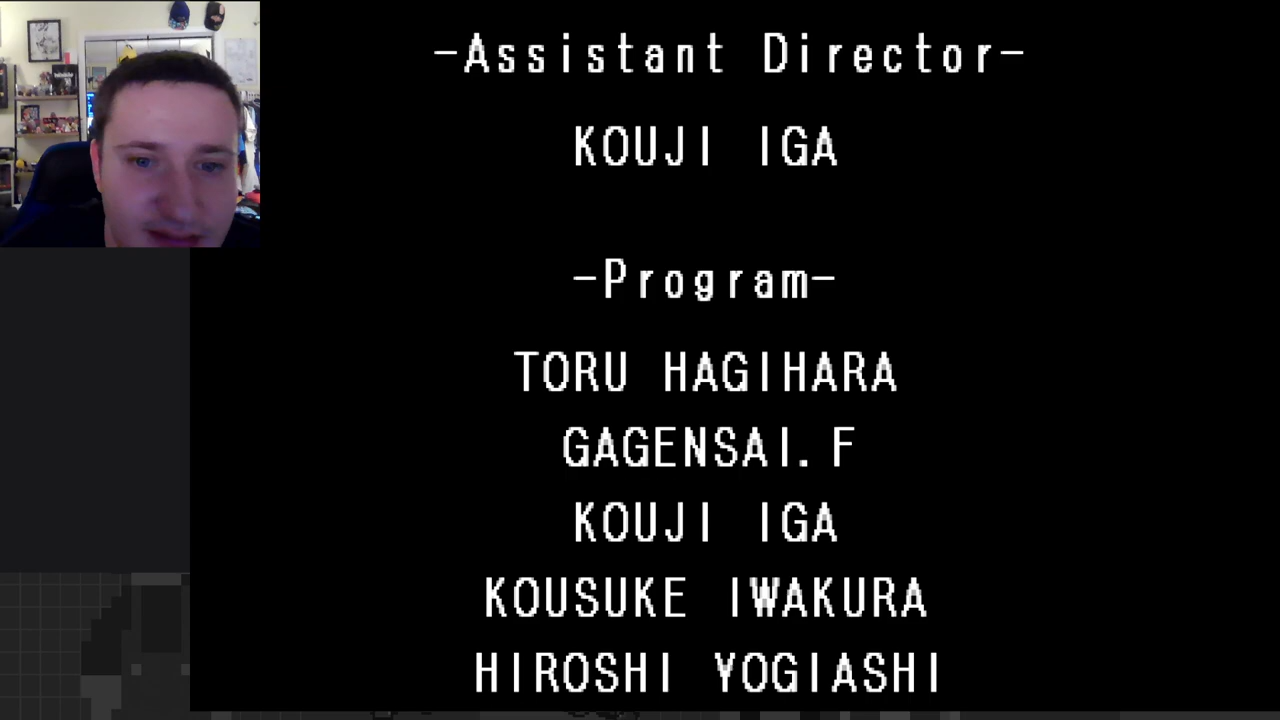 -Assistant Director-
KOUJI IGA
-Program-
TORU HAGIHARA
GAGENSAI.F
KOUJI IGA
KOUSUKE IWAKURA
HIROSHI YOGIASHI